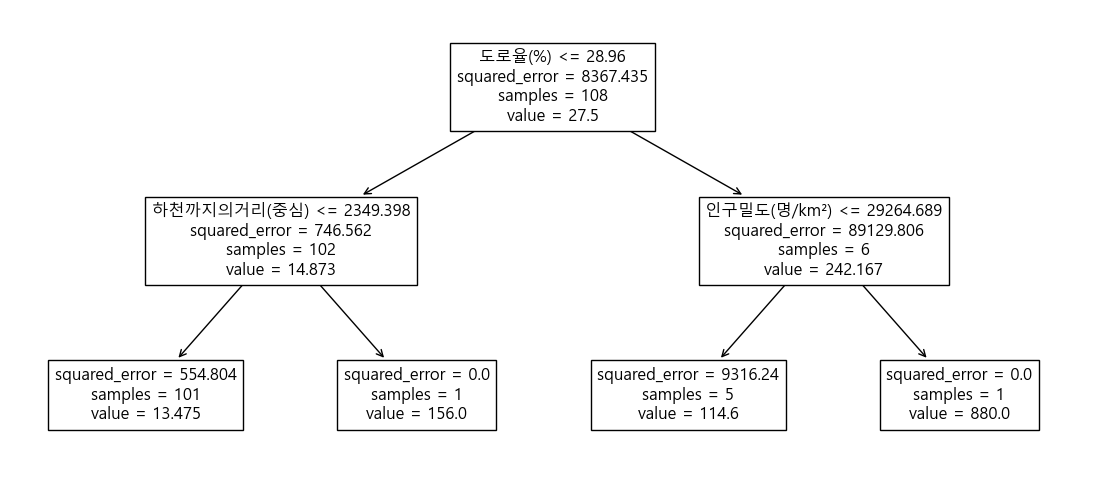 도로율(%) <= 28.96
squared_error = 8367.435
samples = 108
value = 27.5
하천까지의거리(중심) <= 2349.398
squared_error = 746.562
samples = 102
value = 14.873
인구밀도(명/km²) <= 29264.689
squared_error = 89129.806
samples = 6
value = 242.167
squared_error = 554.804
samples = 101
value = 13.475
squared_error = 0.0
samples = 1
value = 156.0
squared_error = 9316.24
samples = 5
value = 114.6
squared_error = 0.0
samples = 1
value = 880.0